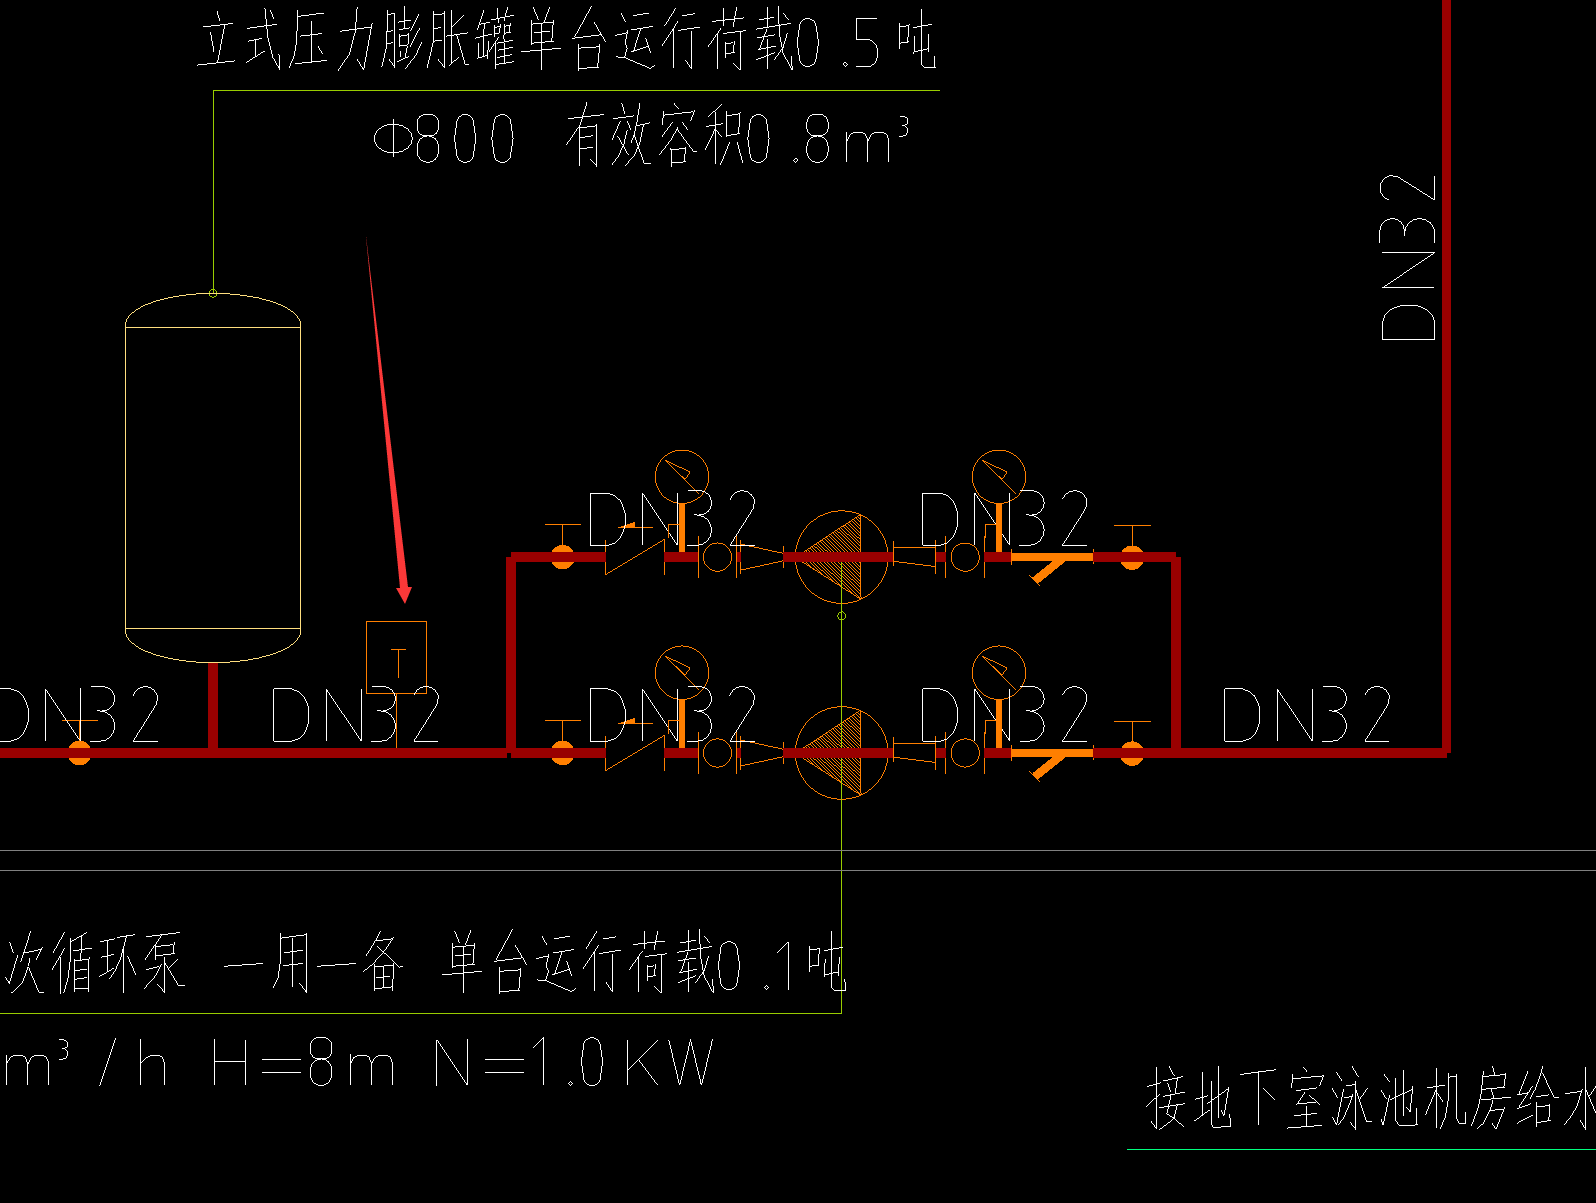 立式压力膨胀罐单台运行荷载0.5吨
Φ800 有效容积0.8m³
DN32
DN32
DN32
T
DN32
DN32
DN32
DN32
DN32
DN32
次循环泵 一用一备 单台运行荷载0.1吨
m³/h H=8m N=1.0KW
接地下室泳池机房给水